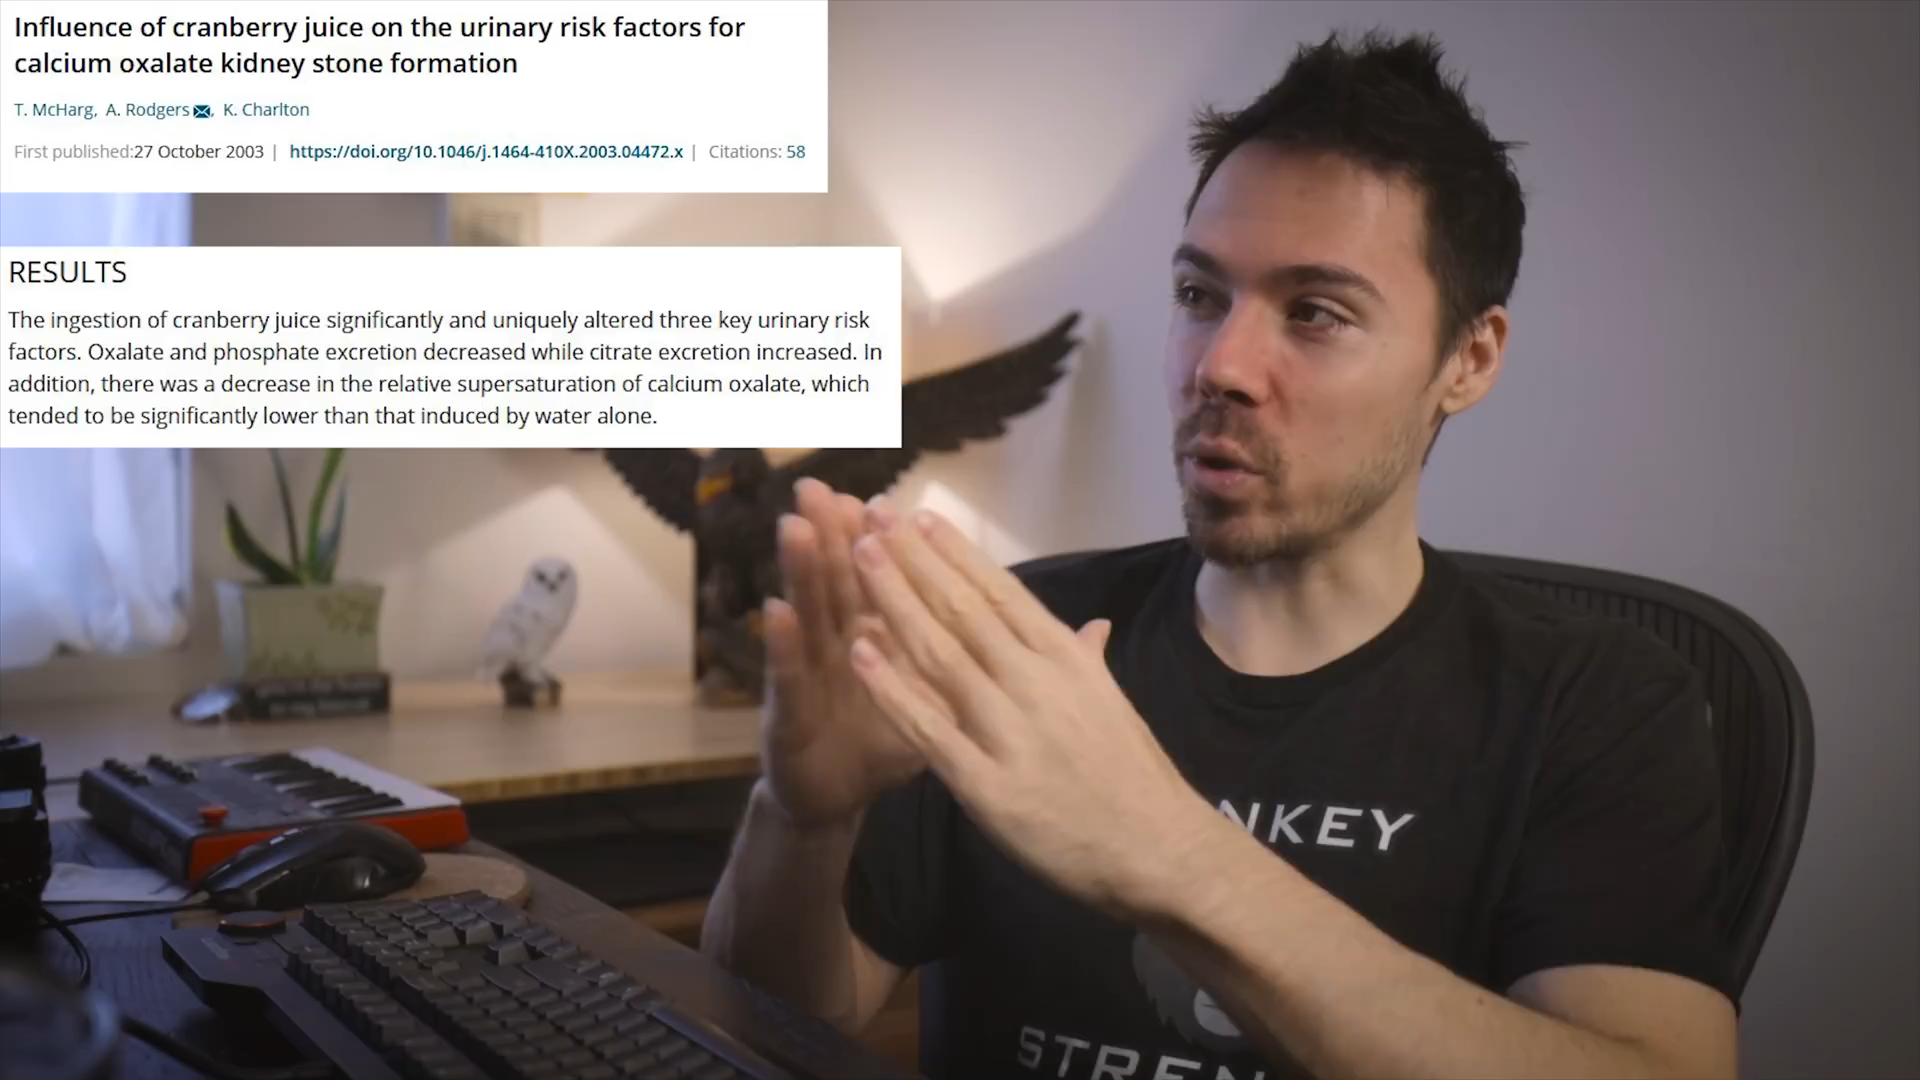 Influence of cranberry juice on the urinary risk factors for
calcium oxalate kidney stone formation
T. McHarg, A. Rodgers, K. Charlton
First published:27 October 2003 | https://doi.org/10.1046/j.1464-410X.2003.04472.x | Citations: 58
RESULTS
The ingestion of cranberry juice significantly and uniquely altered three key urinary risk
factors. Oxalate and phosphate excretion decreased while citrate excretion increased. In
addition, there was a decrease in the relative supersaturation of calcium oxalate, which
tended to be significantly lower than that induced by water alone.
NKEY
STREN